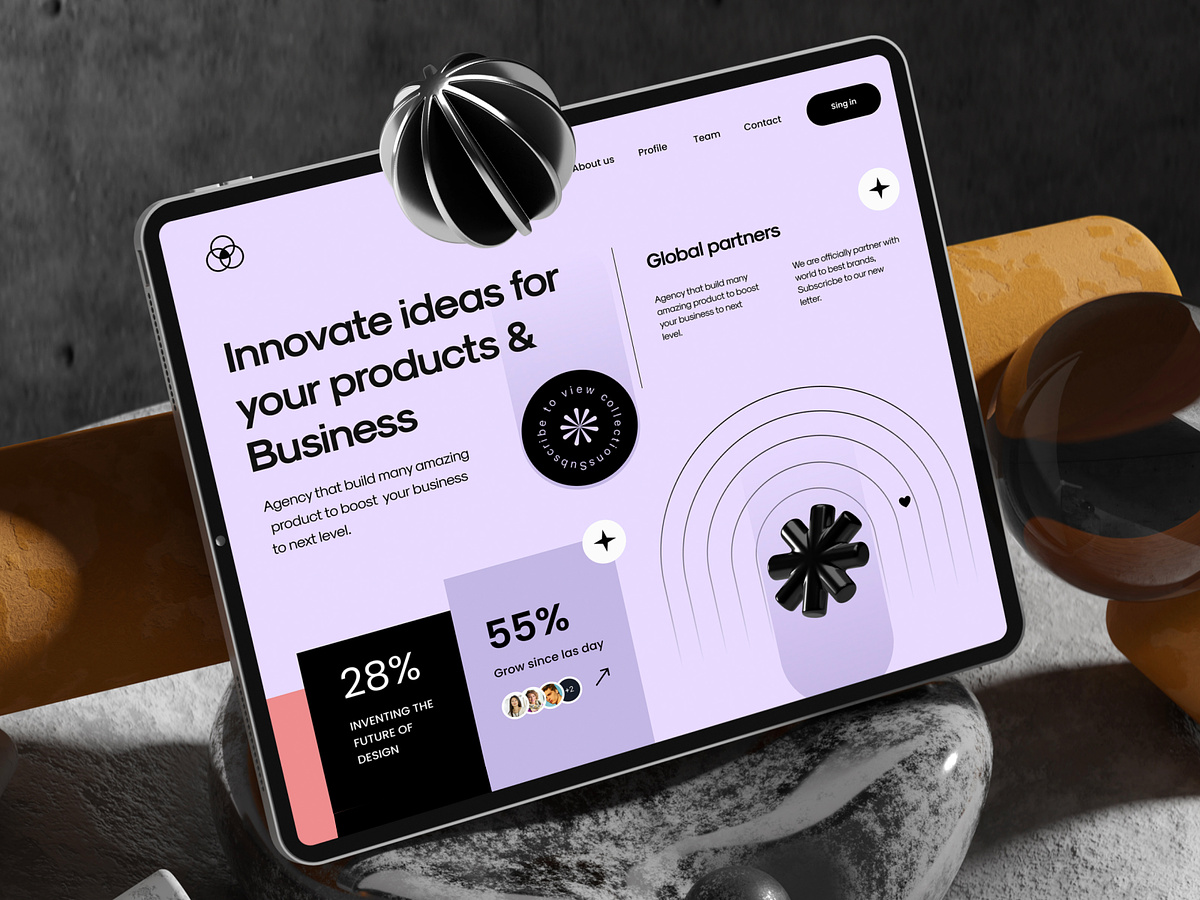 About us
Profile
Team
Contact
Sing in
Innovate ideas for
your products &
Business
Agency that build many amazing
product to boost your business
to next level.
Subscribe to view collections
Global partners
Agency that build many
amazing product to boost
your business to next
level.
We are officially partner with
world to best brands,
Subscricbe to our new
letter.
28%
INVENTING THE
FUTURE OF
DESIGN
55%
Grow since las day
+2